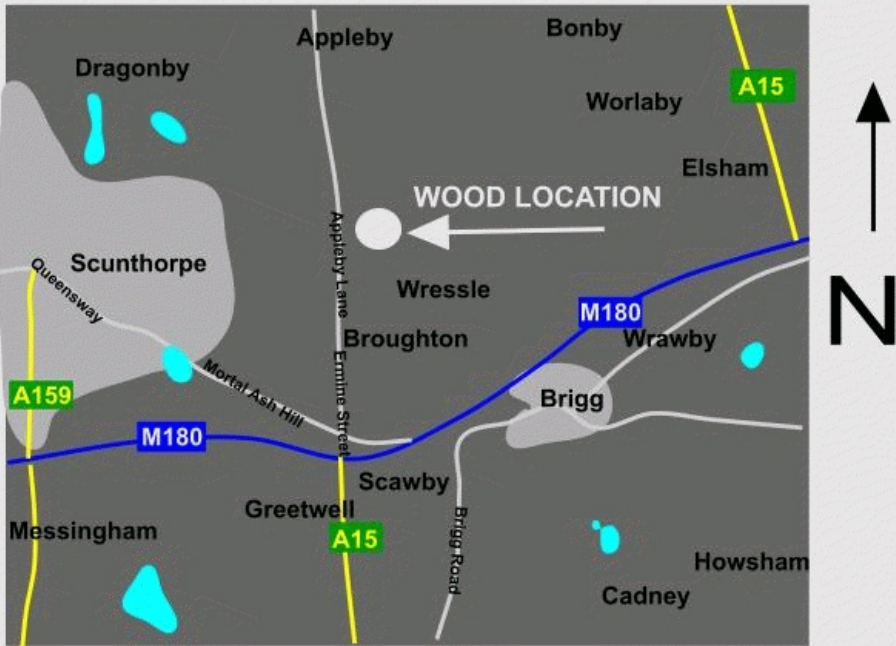 Appleby
Bonby
Dragonby
A15
Worlaby
Elsham
WOOD LOCATION
Appleby Lane
Scunthorpe
Queensway
Wressle
M180
N
Broughton
Wrawby
Mortal Ash Hill
Ermine Street
A159
Brigg
M180
Scawby
Greetwell
A15
Messingham
Brigg Road
Howsham
Cadney